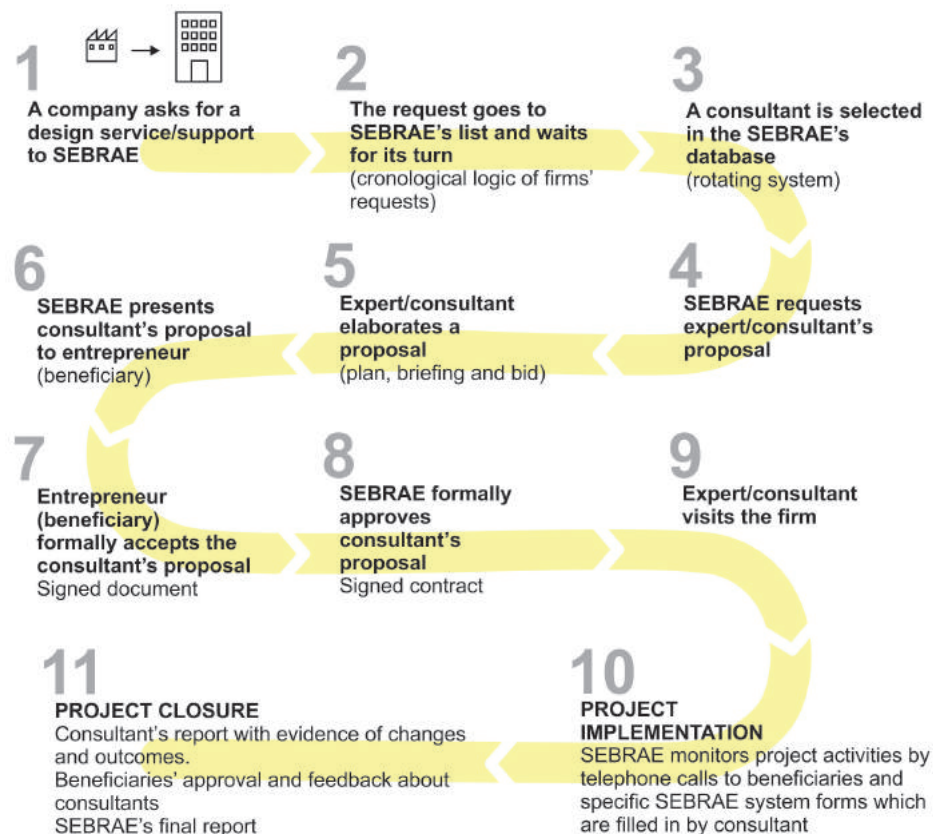 1
A company asks for a
design service/support
to SEBRAE
2
The request goes to
SEBRAE's list and waits
for its turn
(cronological logic of firms'
requests)
3
A consultant is selected
in the SEBRAE's
database
(rotating system)
4
SEBRAE requests
expert/consultant's
proposal
5
Expert/consultant
elaborates a
proposal
(plan, briefing and bid)
6
SEBRAE presents
consultant's proposal
to entrepreneur
(beneficiary)
7
Entrepreneur
(beneficiary)
formally accepts the
consultant's proposal
Signed document
8
SEBRAE formally
approves
consultant's
proposal
Signed contract
9
Expert/consultant
visits the firm
10
PROJECT
IMPLEMENTATION
SEBRAE monitors project activities by
telephone calls to beneficiaries and
specific SEBRAE system forms which
are filled in by consultant
11
PROJECT CLOSURE
Consultant's report with evidence of changes
and outcomes.
Beneficiaries' approval and feedback about
consultants
SEBRAE's final report